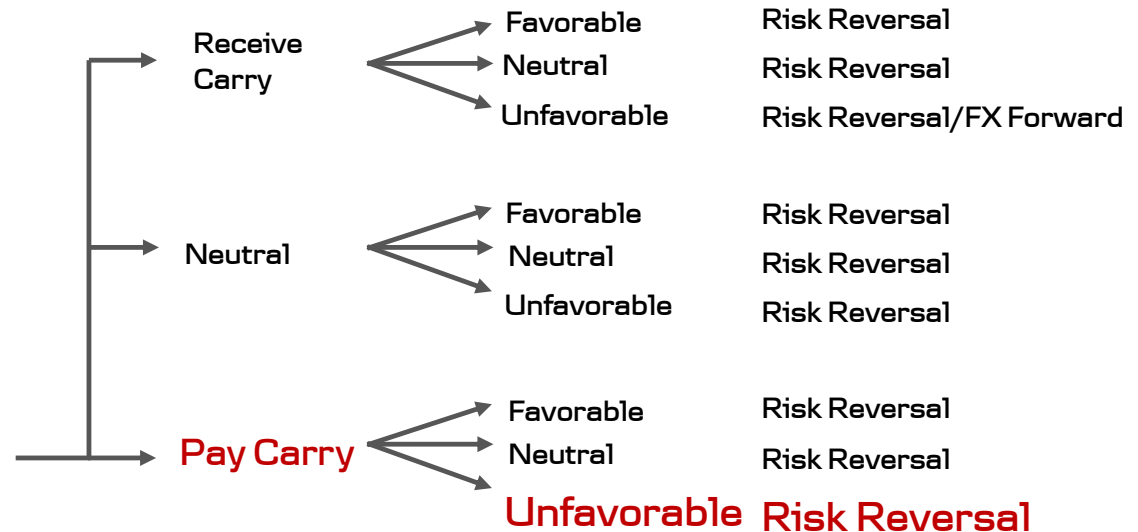 Favorable Risk Reversal
Receive
Carry
Neutral Risk Reversal
Unfavorable Risk Reversal/FX Forward
Favorable Risk Reversal
Neutral
Neutral Risk Reversal
Unfavorable Risk Reversal
Favorable Risk Reversal
Pay Carry
Neutral Risk Reversal
Unfavorable Risk Reversal